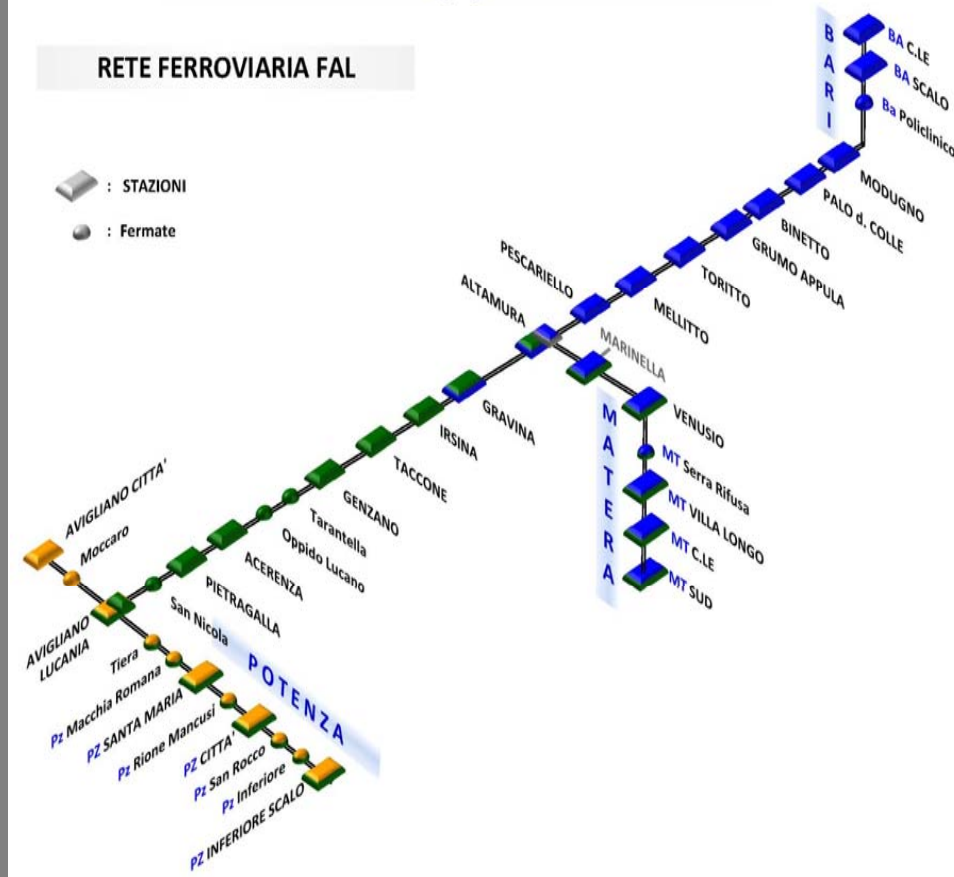 RETE FERROVIARIA FAL
: STAZIONI
: Fermate
BARI
BA C.LE
BA SCALO
Ba Policlinico
MODUGNO
PALO d. COLLE
BINETTO
GRUMO APPULA
TORITTO
MELLITTO
PESCARIELLO
ALTAMURA
MARINELLA
VENUSIO
MATERA
MT Serra Rifusa
MT VILLA LONGO
MT C.LE
MT SUD
GRAVINA
IRSINA
TACCONE
GENZANO
Tarantella
Oppido Lucano
ACERENZA
PIETRAGALLA
San Nicola
AVIGLIANO CITTA'
Moccaro
AVIGLIANO
LUCANIA
POTENZA
Tiera
Pz Macchia Romana
PZ SANTA MARIA
Pz Rione Mancusi
PZ CITTA'
Pz San Rocco
Pz Inferiore
PZ INFERIORE SCALO